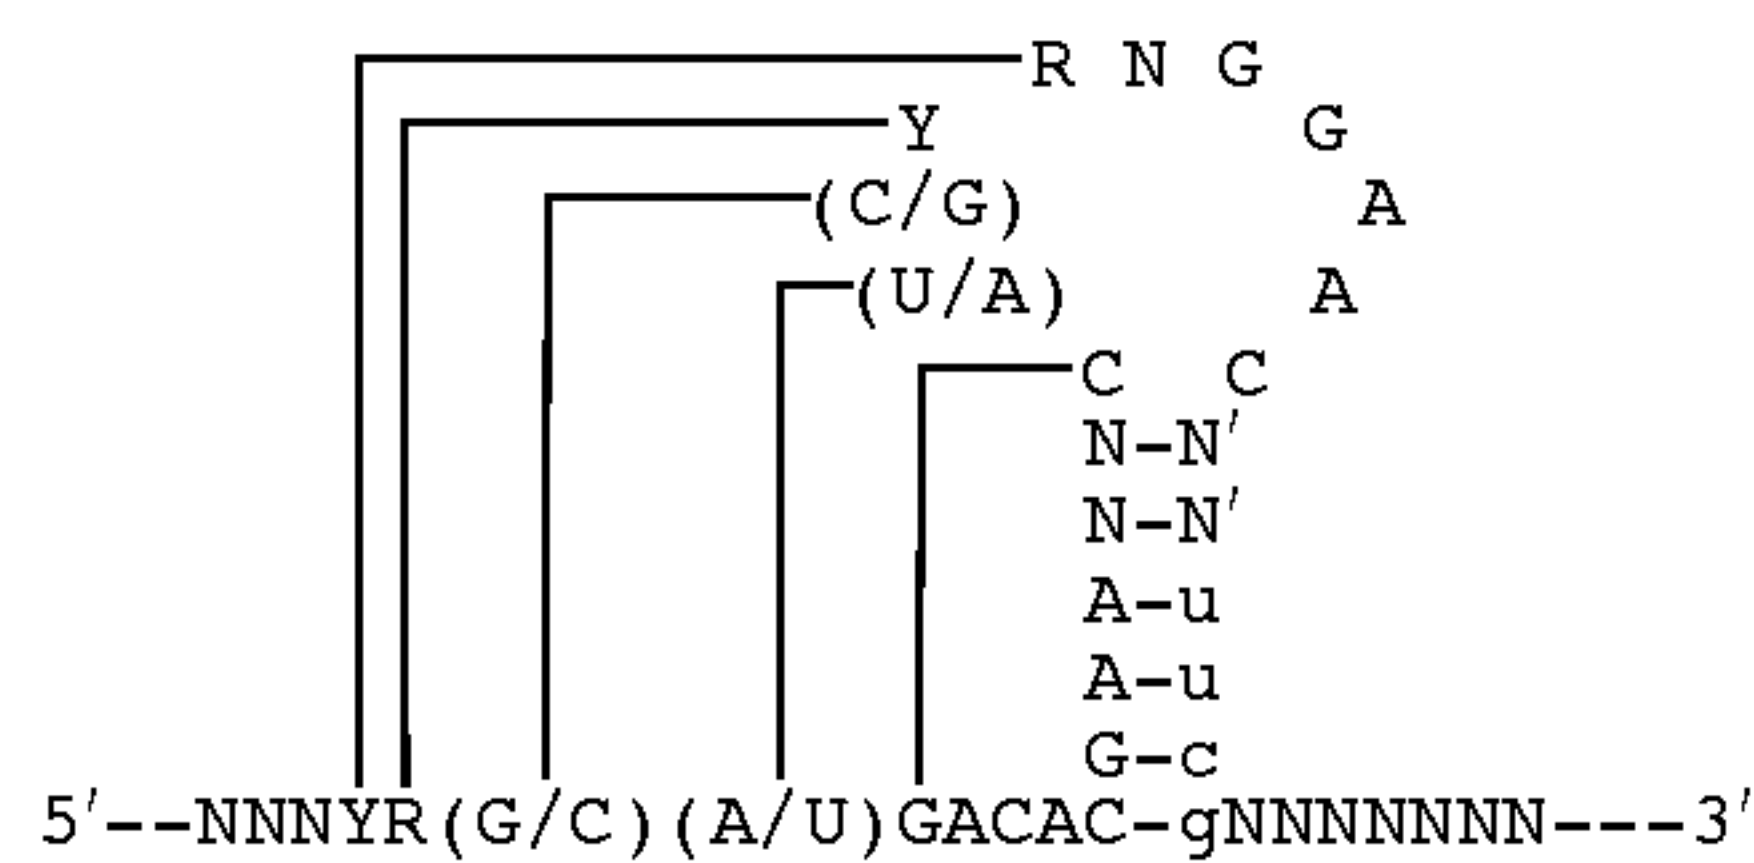 R N G
Y G
(C/G) A
(U/A) A
C C
N-N'
N-N'
A-u
A-u
G-c
5'--NNNYR(G/C)(A/U)GACAC-gNNNNNNN---3'